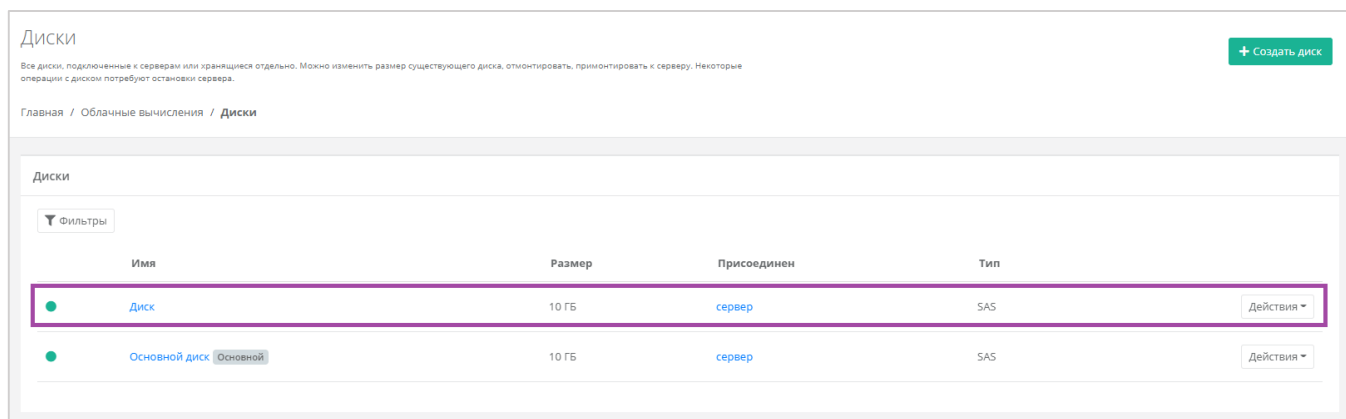 Диски
+ Создать диск
Все диски, подключенные к серверам или хранящиеся отдельно. Можно изменить размер существующего диска, отмонтировать, примонтировать к серверу. Некоторые
операции с диском потребуют остановки сервера.
Главная / Облачные вычисления / Диски
Диски
Фильтры
Имя Размер Присоединен Тип
Диск 10 ГБ сервер SAS Действия
Основной диск Основной 10 ГБ сервер SAS Действия